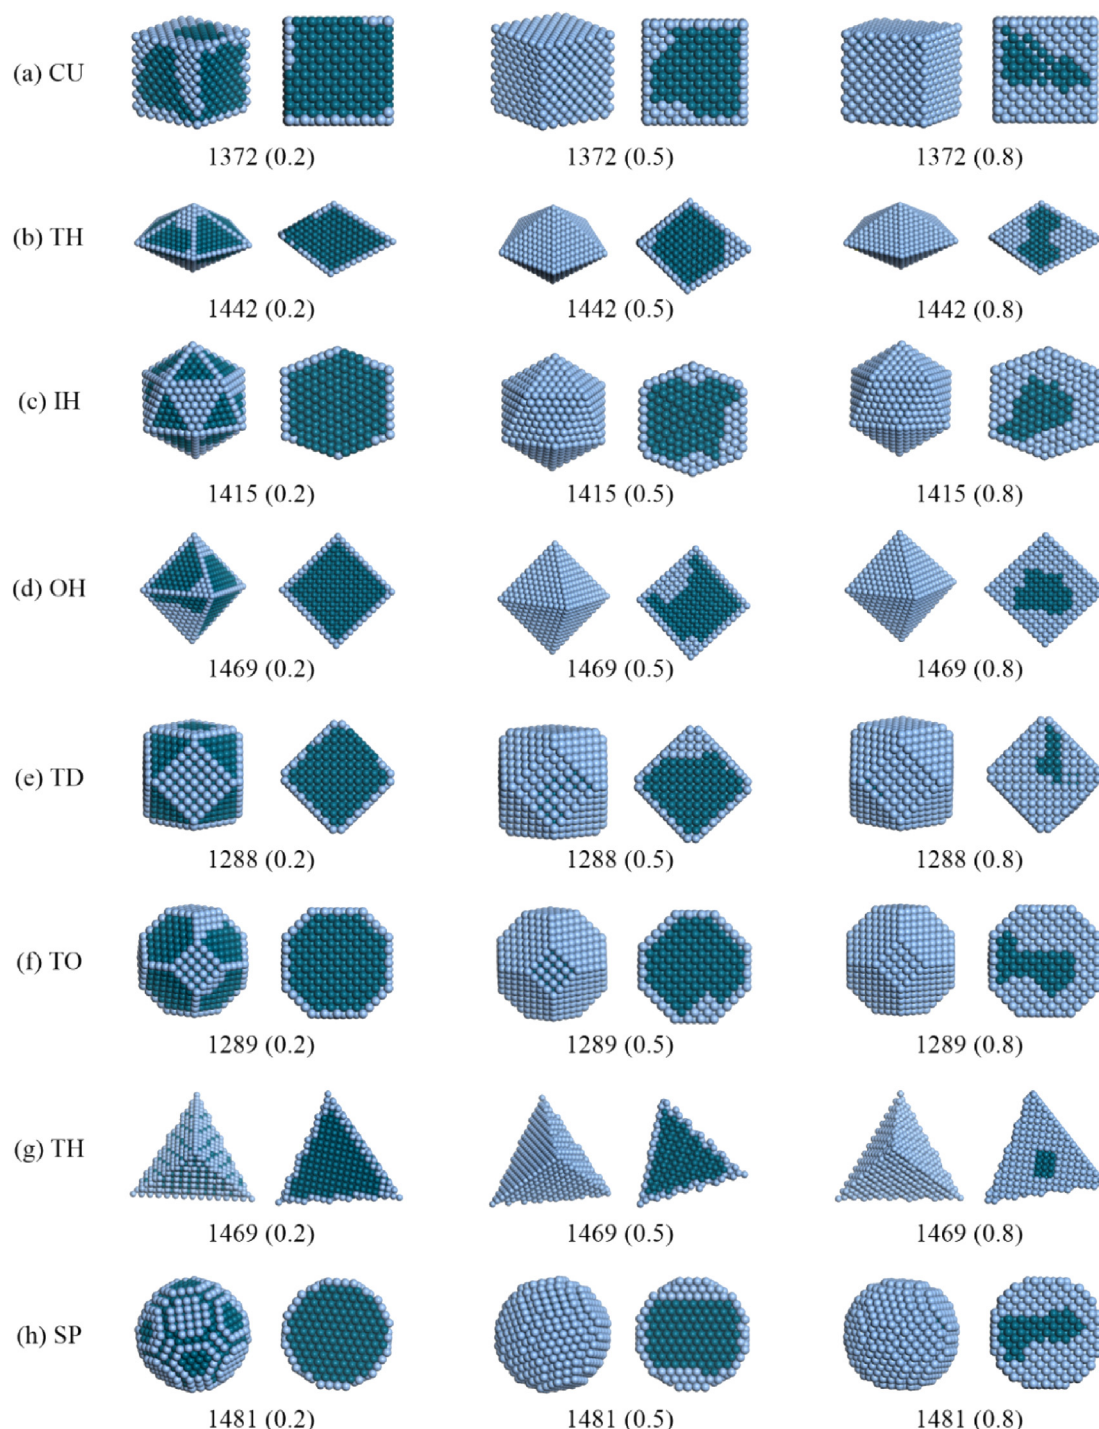 (a) CU
1372 (0.2) 1372 (0.5) 1372 (0.8)
(b) TH
1442 (0.2) 1442 (0.5) 1442 (0.8)
(c) IH
1415 (0.2) 1415 (0.5) 1415 (0.8)
(d) OH
1469 (0.2) 1469 (0.5) 1469 (0.8)
(e) TD
1288 (0.2) 1288 (0.5) 1288 (0.8)
(f) TO
1289 (0.2) 1289 (0.5) 1289 (0.8)
(g) TH
1469 (0.2) 1469 (0.5) 1469 (0.8)
(h) SP
1481 (0.2) 1481 (0.5) 1481 (0.8)